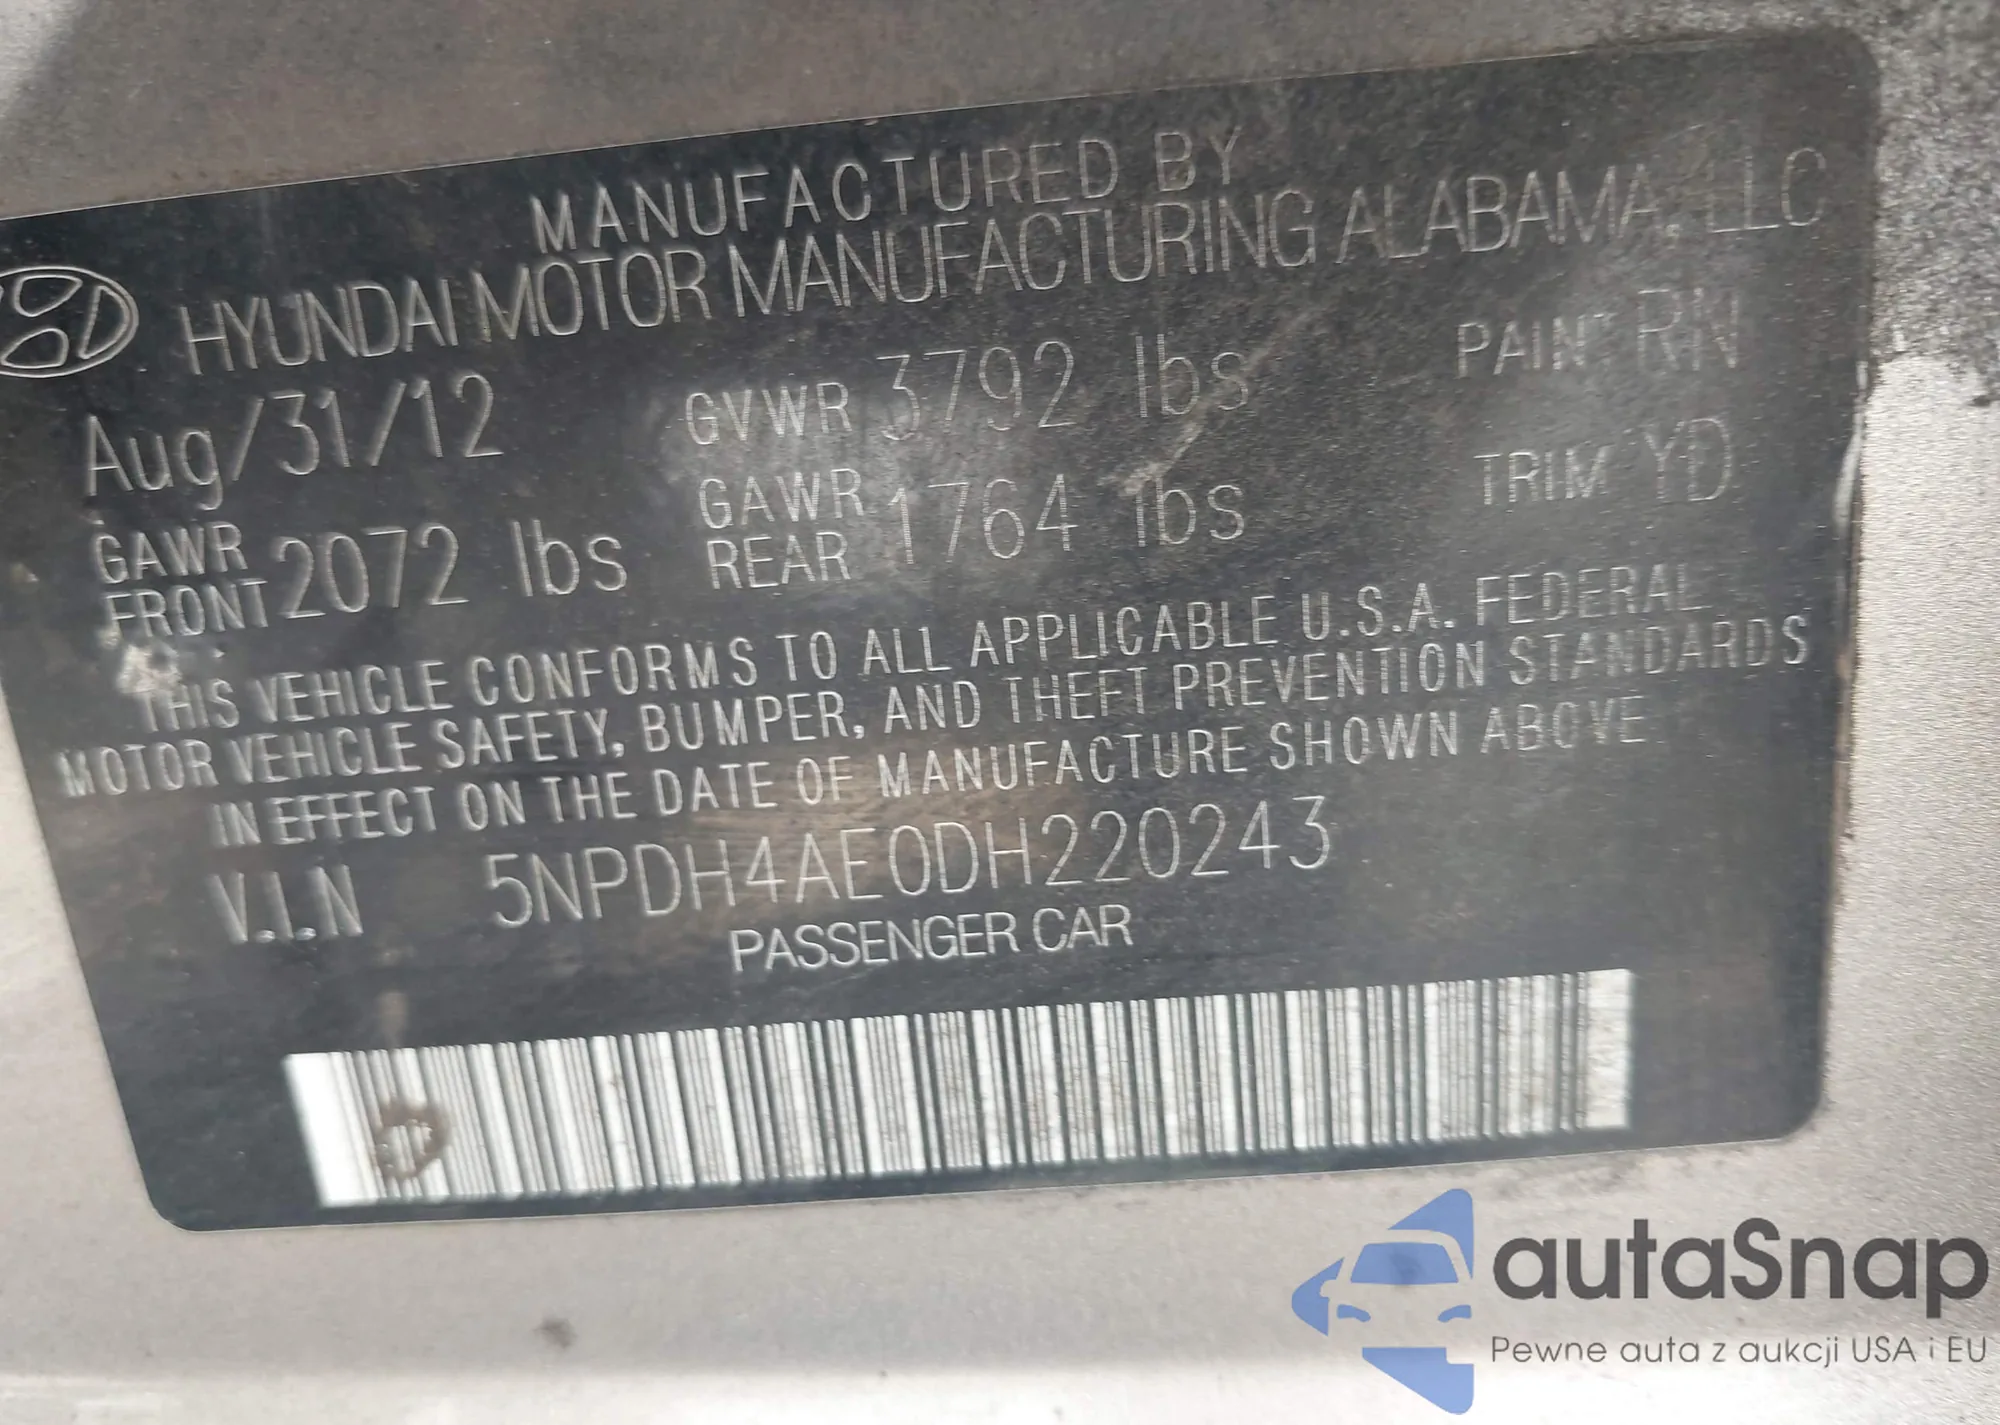 MANUFACTURED BY
HYUNDAI MOTOR MANUFACTURING ALABAMA, LLC
Aug/31/12 GVWR 3792 lbs PAINT RN
GAWR FRONT 2072 lbs GAWR REAR 1764 lbs TRIM YD
THIS VEHICLE CONFORMS TO ALL APPLICABLE U.S.A. FEDERAL
MOTOR VEHICLE SAFETY, BUMPER, AND THEFT PREVENTION STANDARDS
IN EFFECT ON THE DATE OF MANUFACTURE SHOWN ABOVE
V.I.N 5NPDH4AE0DH220243
PASSENGER CAR
autaSnap
Pewne auta z aukcji USA i EU